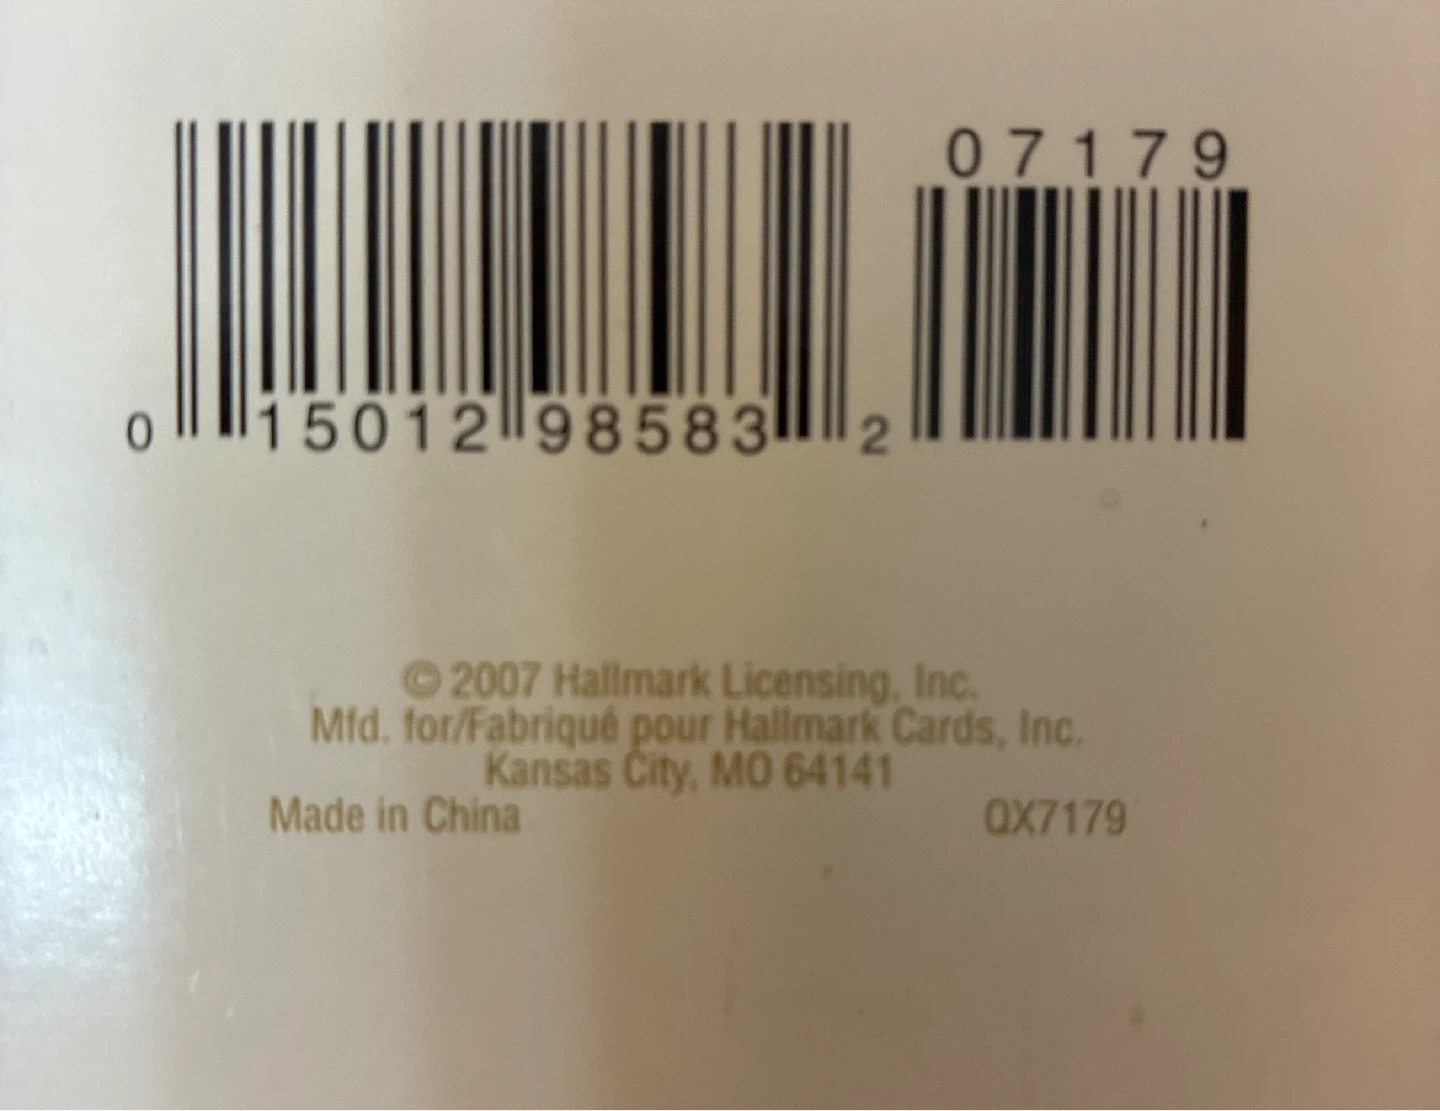 07179
0 15012 98583 2
© 2007 Hallmark Licensing, Inc.
Mfd. for/Fabriqué pour Hallmark Cards, Inc.
Kansas City, MO 64141
Made in China QX7179